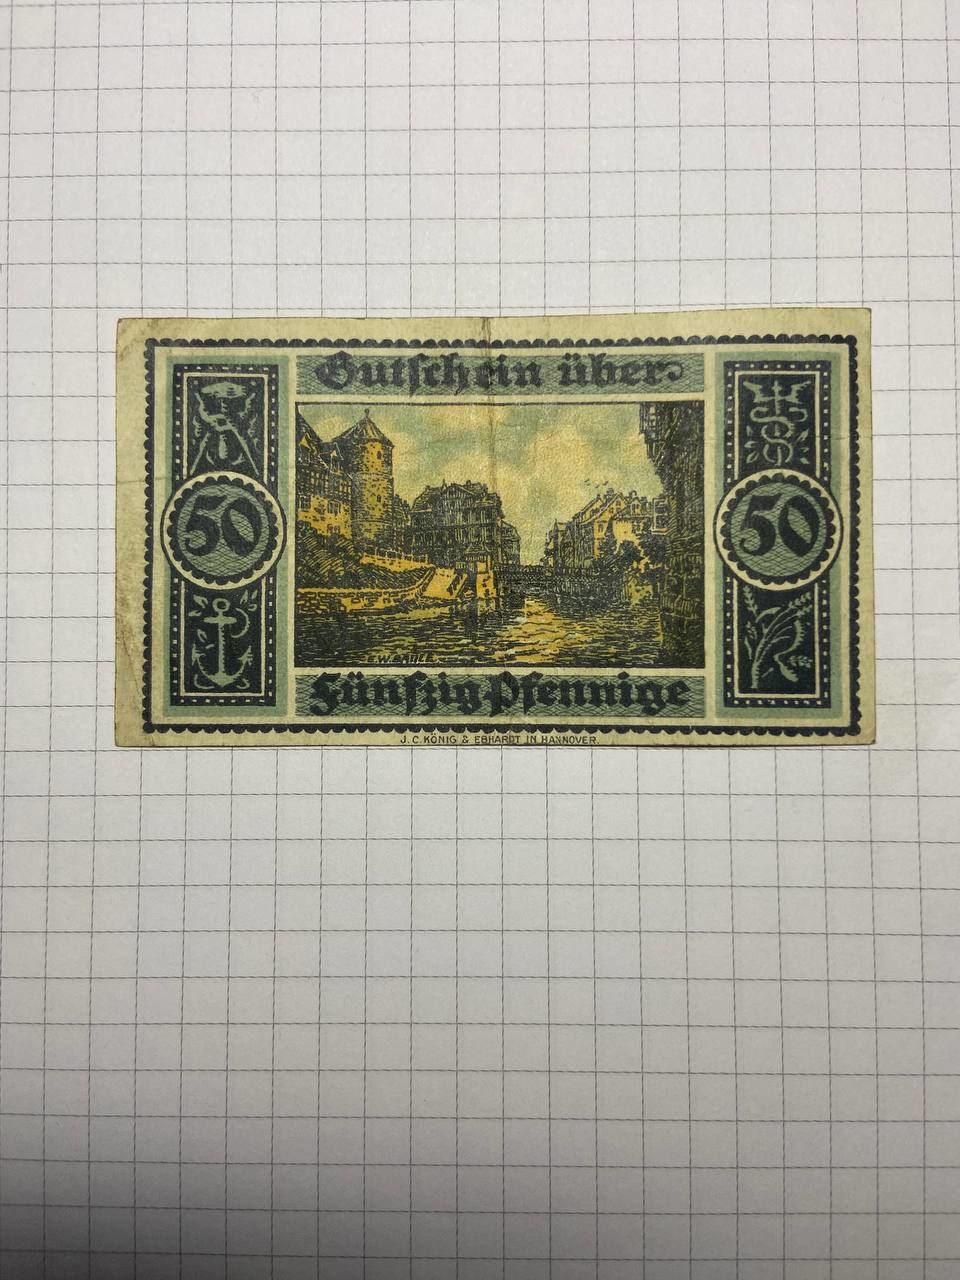 Gutschein über
50
50
Fünfzig Pfennige
J. C. KÖNIG & EBHARDT IN HANNOVER.